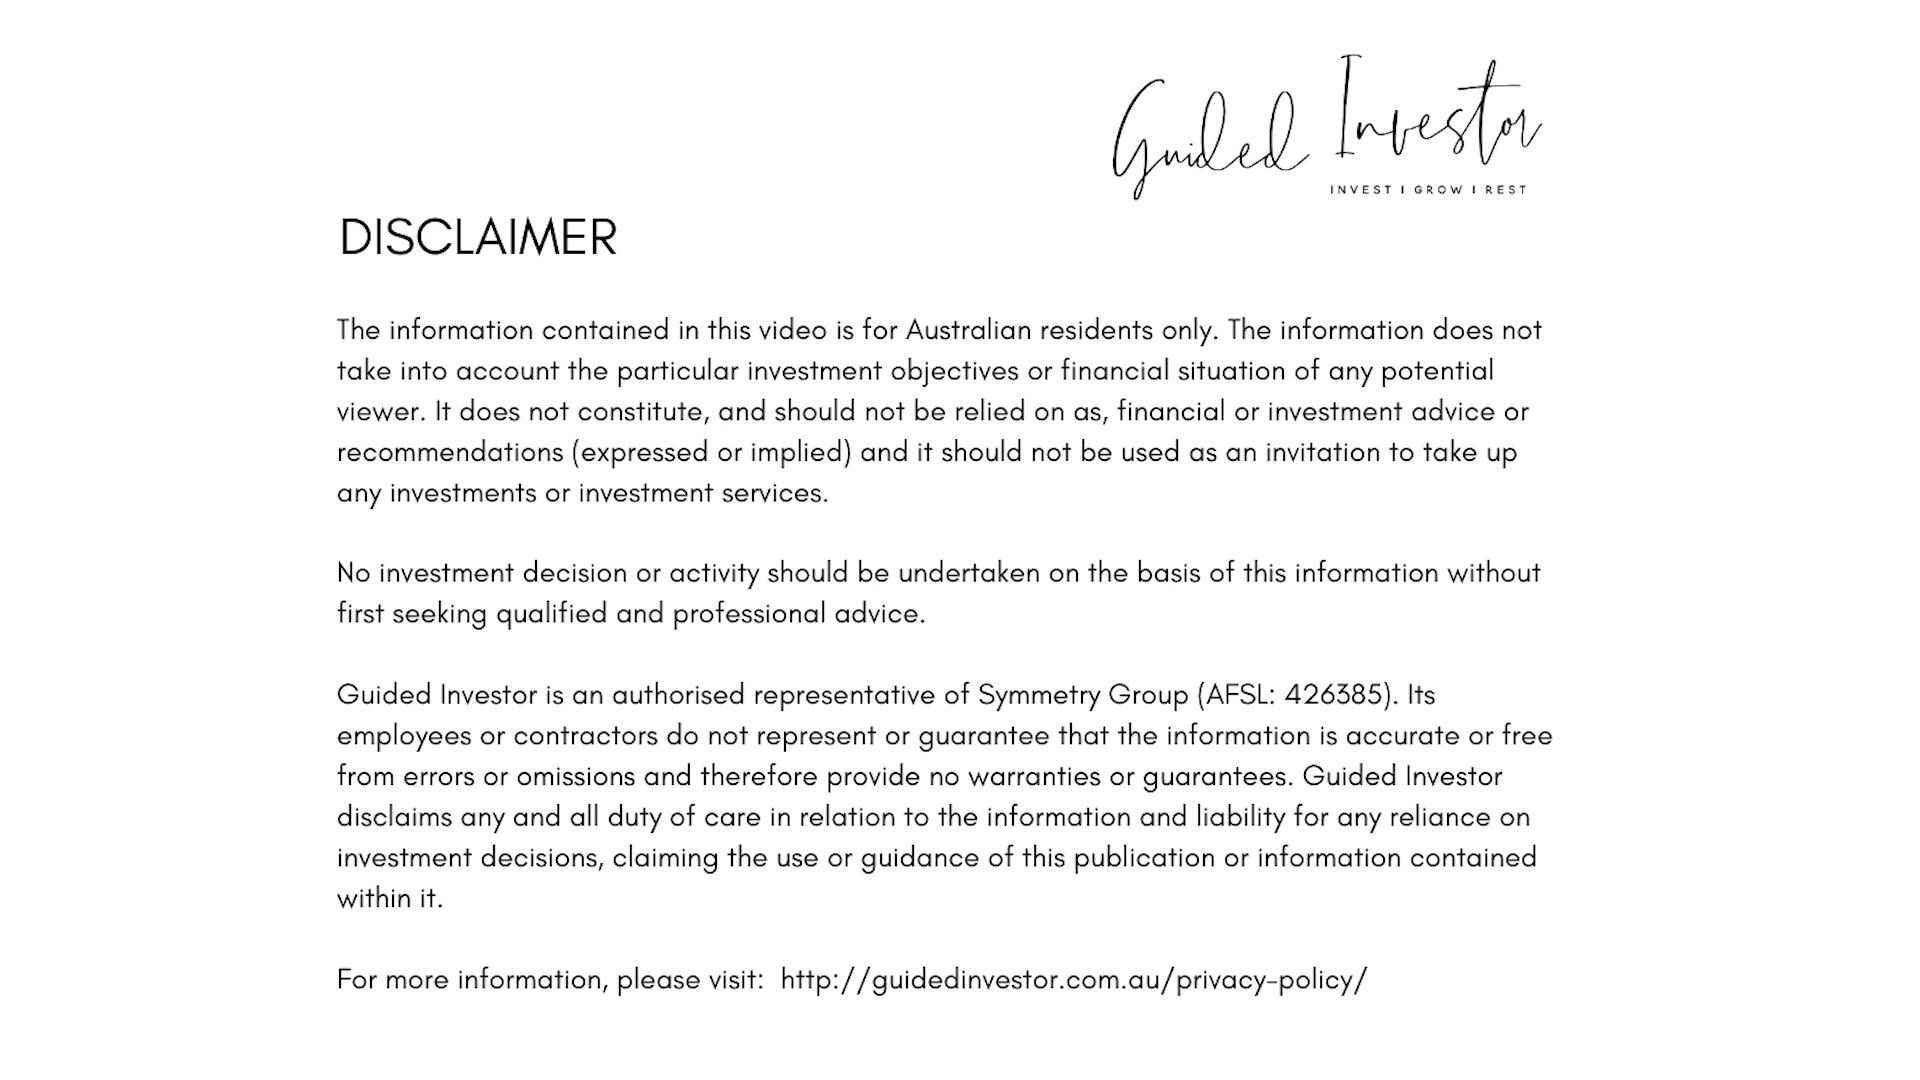 Guided Investor
INVEST | GROW | REST
DISCLAIMER
The information contained in this video is for Australian residents only. The information does not
take into account the particular investment objectives or financial situation of any potential
viewer. It does not constitute, and should not be relied on as, financial or investment advice or
recommendations (expressed or implied) and it should not be used as an invitation to take up
any investments or investment services.
No investment decision or activity should be undertaken on the basis of this information without
first seeking qualified and professional advice.
Guided Investor is an authorised representative of Symmetry Group (AFSL: 426385). Its
employees or contractors do not represent or guarantee that the information is accurate or free
from errors or omissions and therefore provide no warranties or guarantees. Guided Investor
disclaims any and all duty of care in relation to the information and liability for any reliance on
investment decisions, claiming the use or guidance of this publication or information contained
within it.
For more information, please visit:  http://guidedinvestor.com.au/privacy-policy/